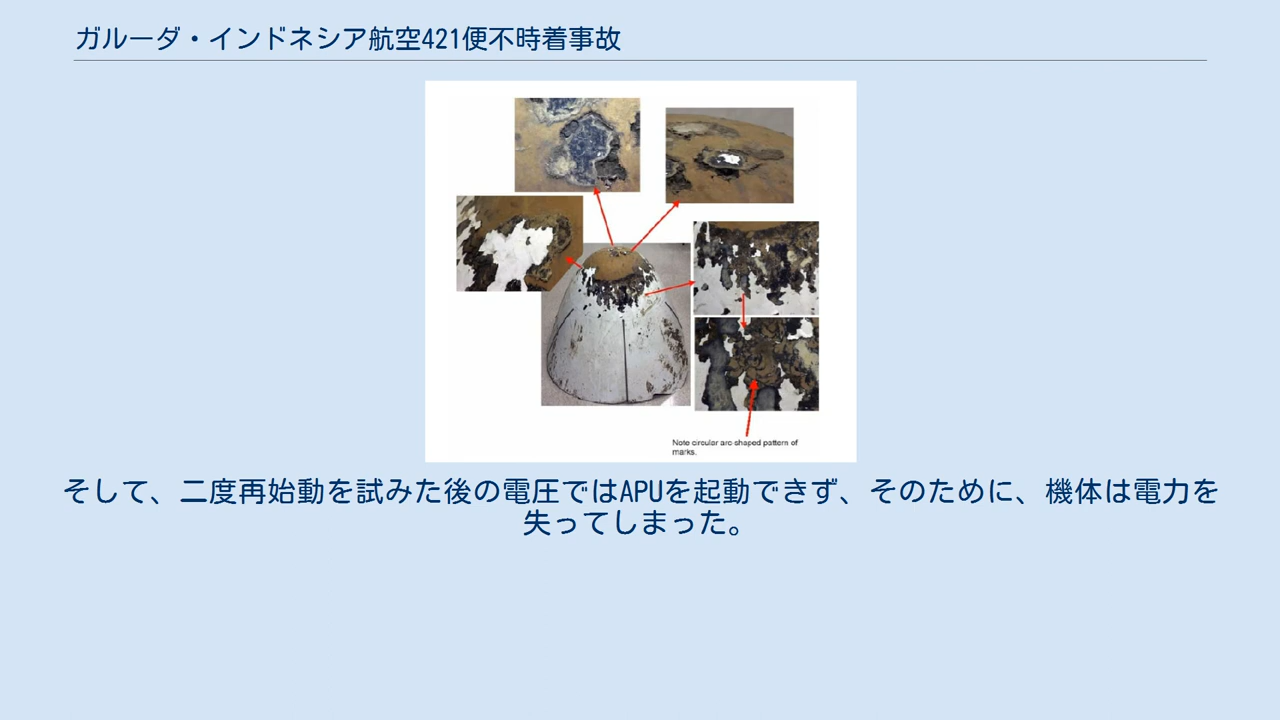 ガルーダ・インドネシア航空421便不時着事故
Note circular arc-shaped pattern of
marks.
そして、二度再始動を試みた後の電圧ではAPUを起動できず、そのために、機体は電力を
失ってしまった。